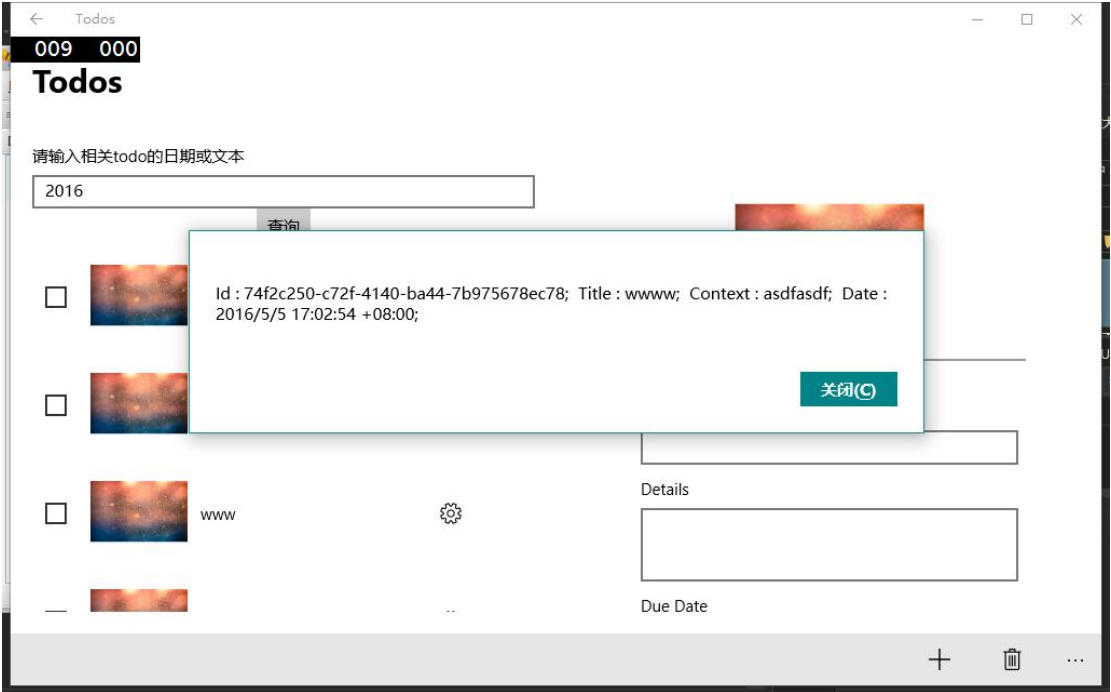 Todos
009 000
Todos
请输入相关todo的日期或文本
2016
查询
Id : 74f2c250-c72f-4140-ba44-7b975678ec78; Title : wwww; Context : asdfasdf; Date :
2016/5/5 17:02:54 +08:00;
关闭(C)
www
Details
Due Date